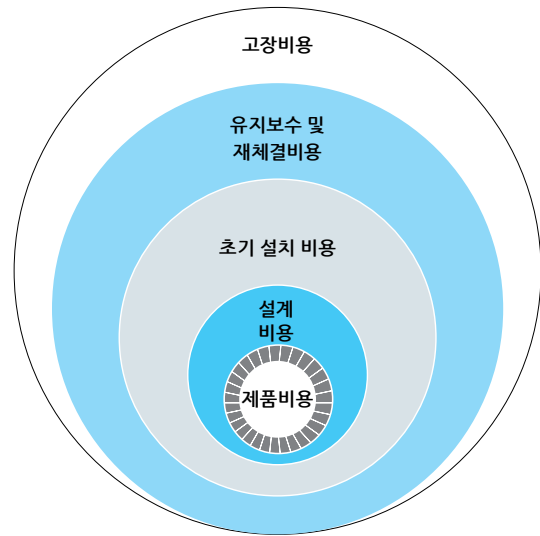 고장비용
유지보수 및
재체결비용
초기 설치 비용
설계
비용
제품비용